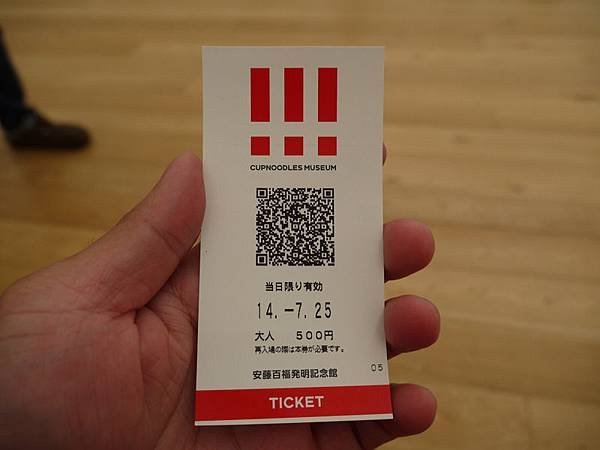 CUPNOODLES MUSEUM
当日限り有効
14.-7.25
大人 500円
再入場の際は本券が必要です。
05
安藤百福発明記念館
TICKET